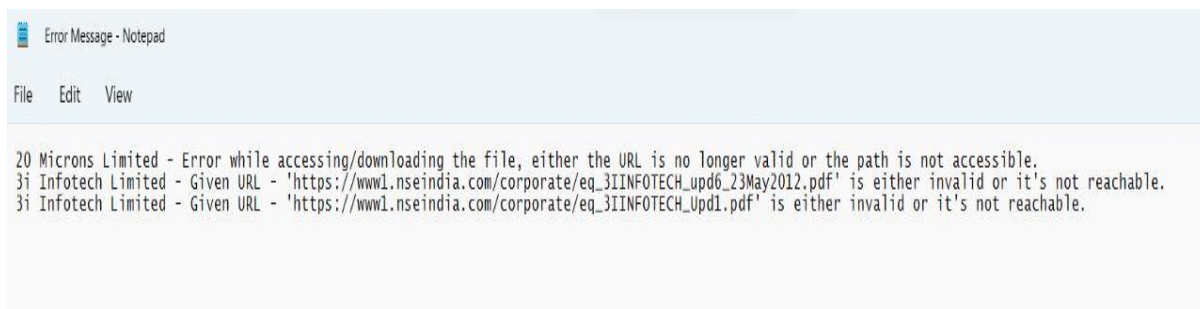 Error Message - Notepad
File Edit View
20 Microns Limited - Error while accessing/downloading the file, either the URL is no longer valid or the path is not accessible.
3i Infotech Limited - Given URL - 'https://www1.nseindia.com/corporate/eq_3IINFOTECH_upd6_23May2012.pdf' is either invalid or it's not reachable.
3i Infotech Limited - Given URL - 'https://www1.nseindia.com/corporate/eq_3IINFOTECH_Upd1.pdf' is either invalid or it's not reachable.